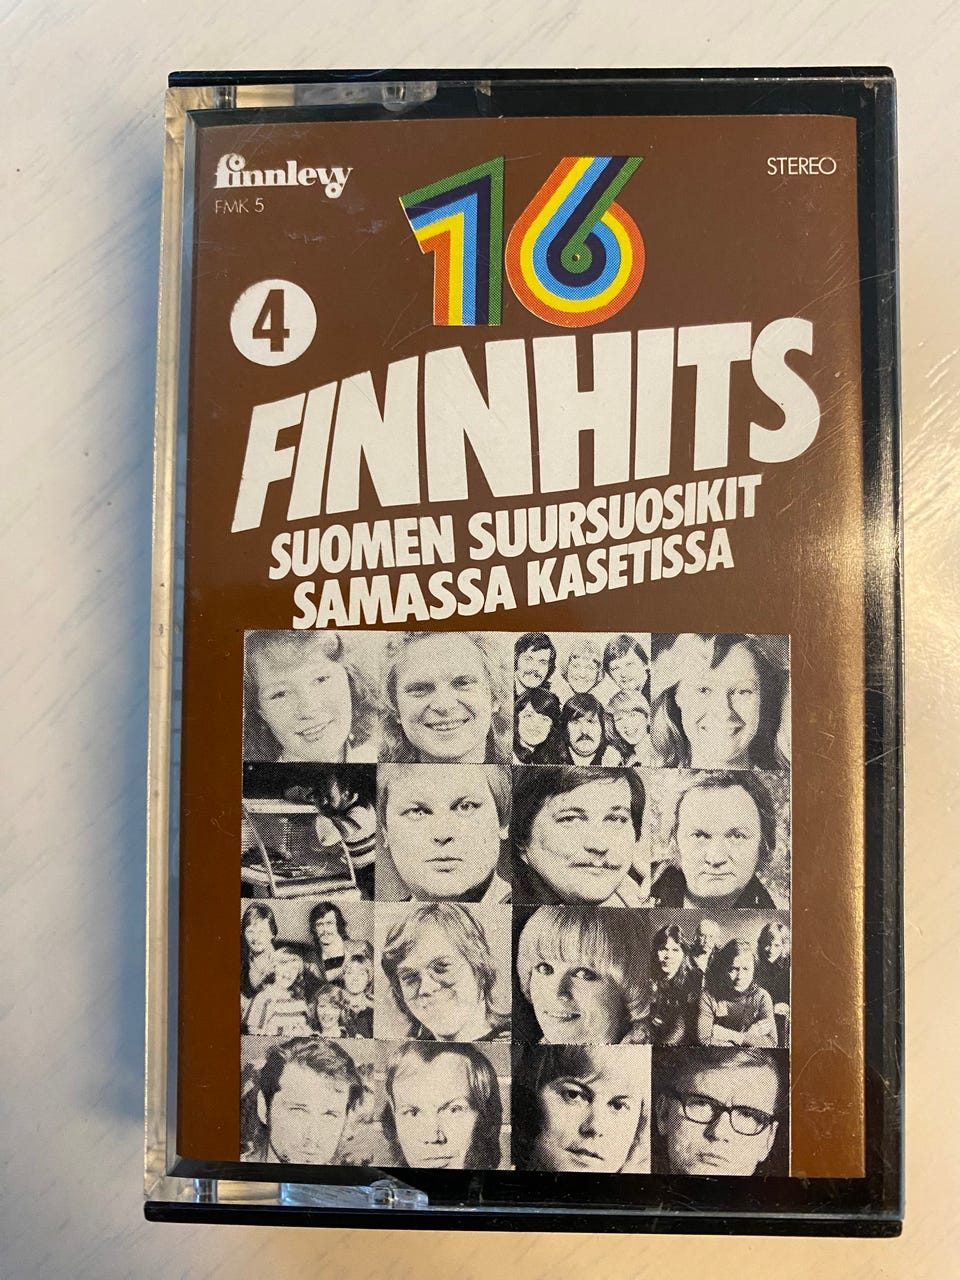 finnlevy
FMK 5
STEREO
16
4
FINNHITS
SUOMEN SUURSUOSIKIT
SAMASSA KASETISSA